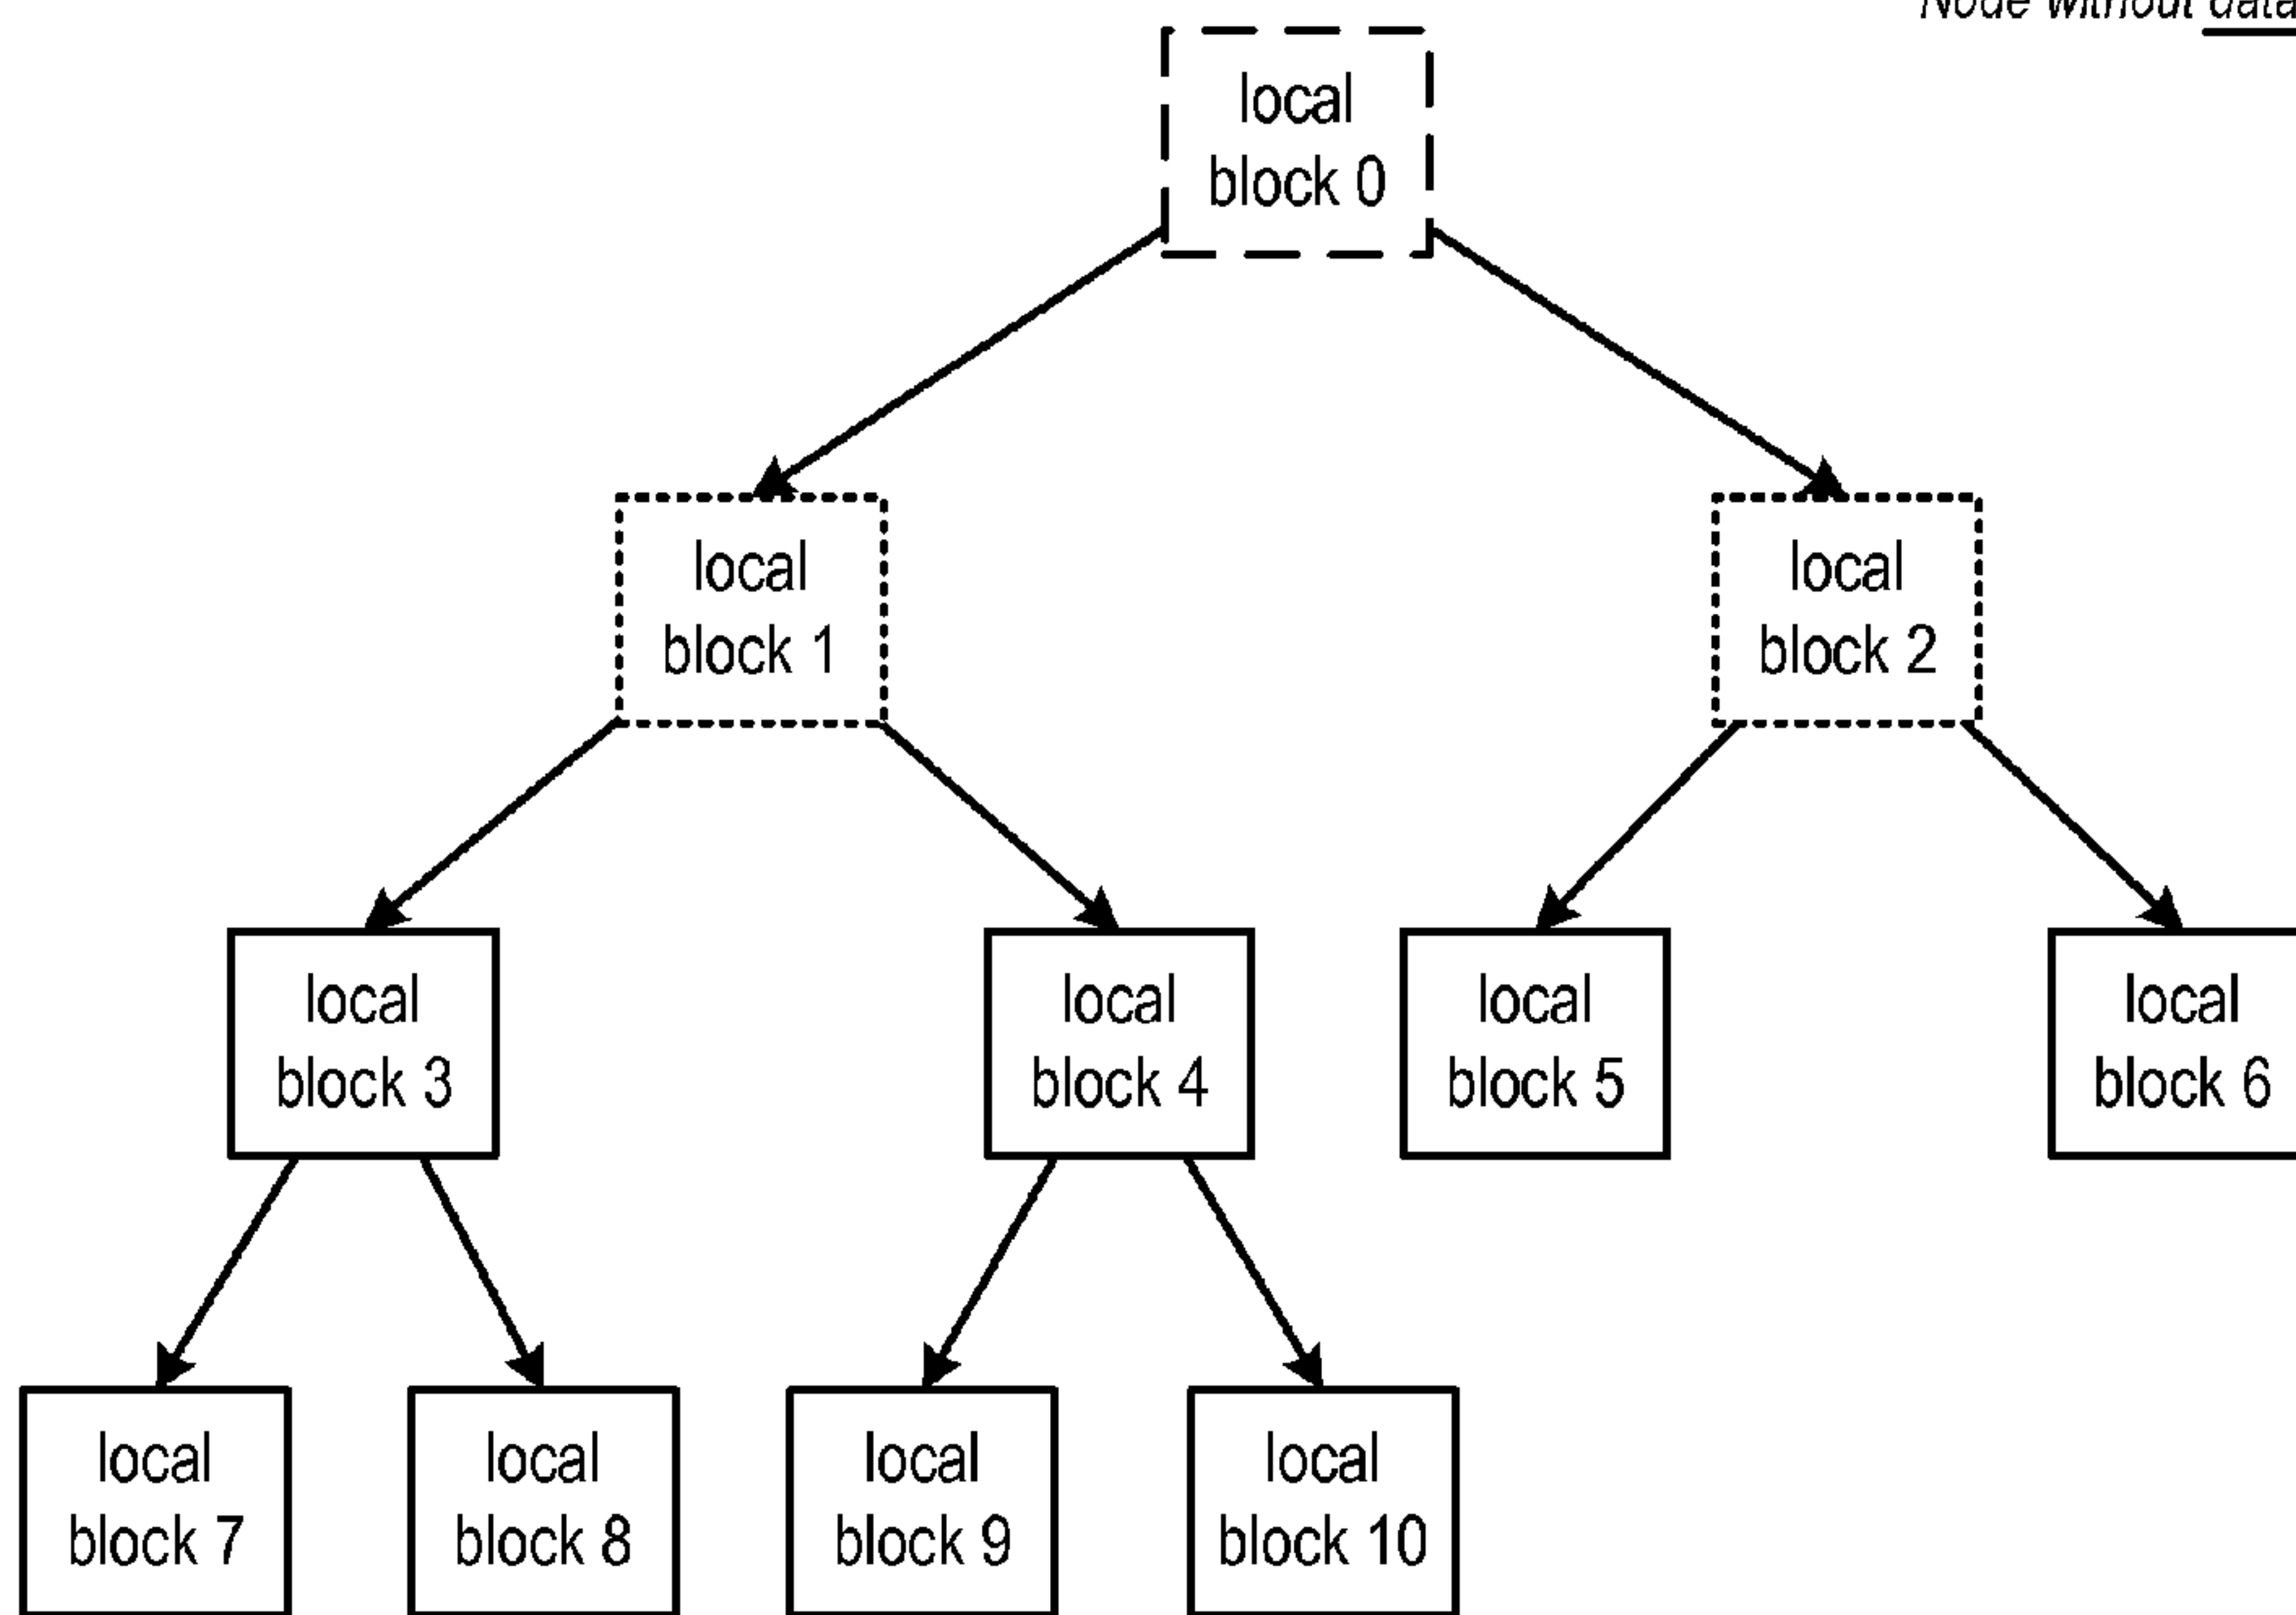 Node without data
local
block 0
local
block 1
local
block 2
local
block 3
local
block 4
local
block 5
local
block 6
local
block 7
local
block 8
local
block 9
local
block 10